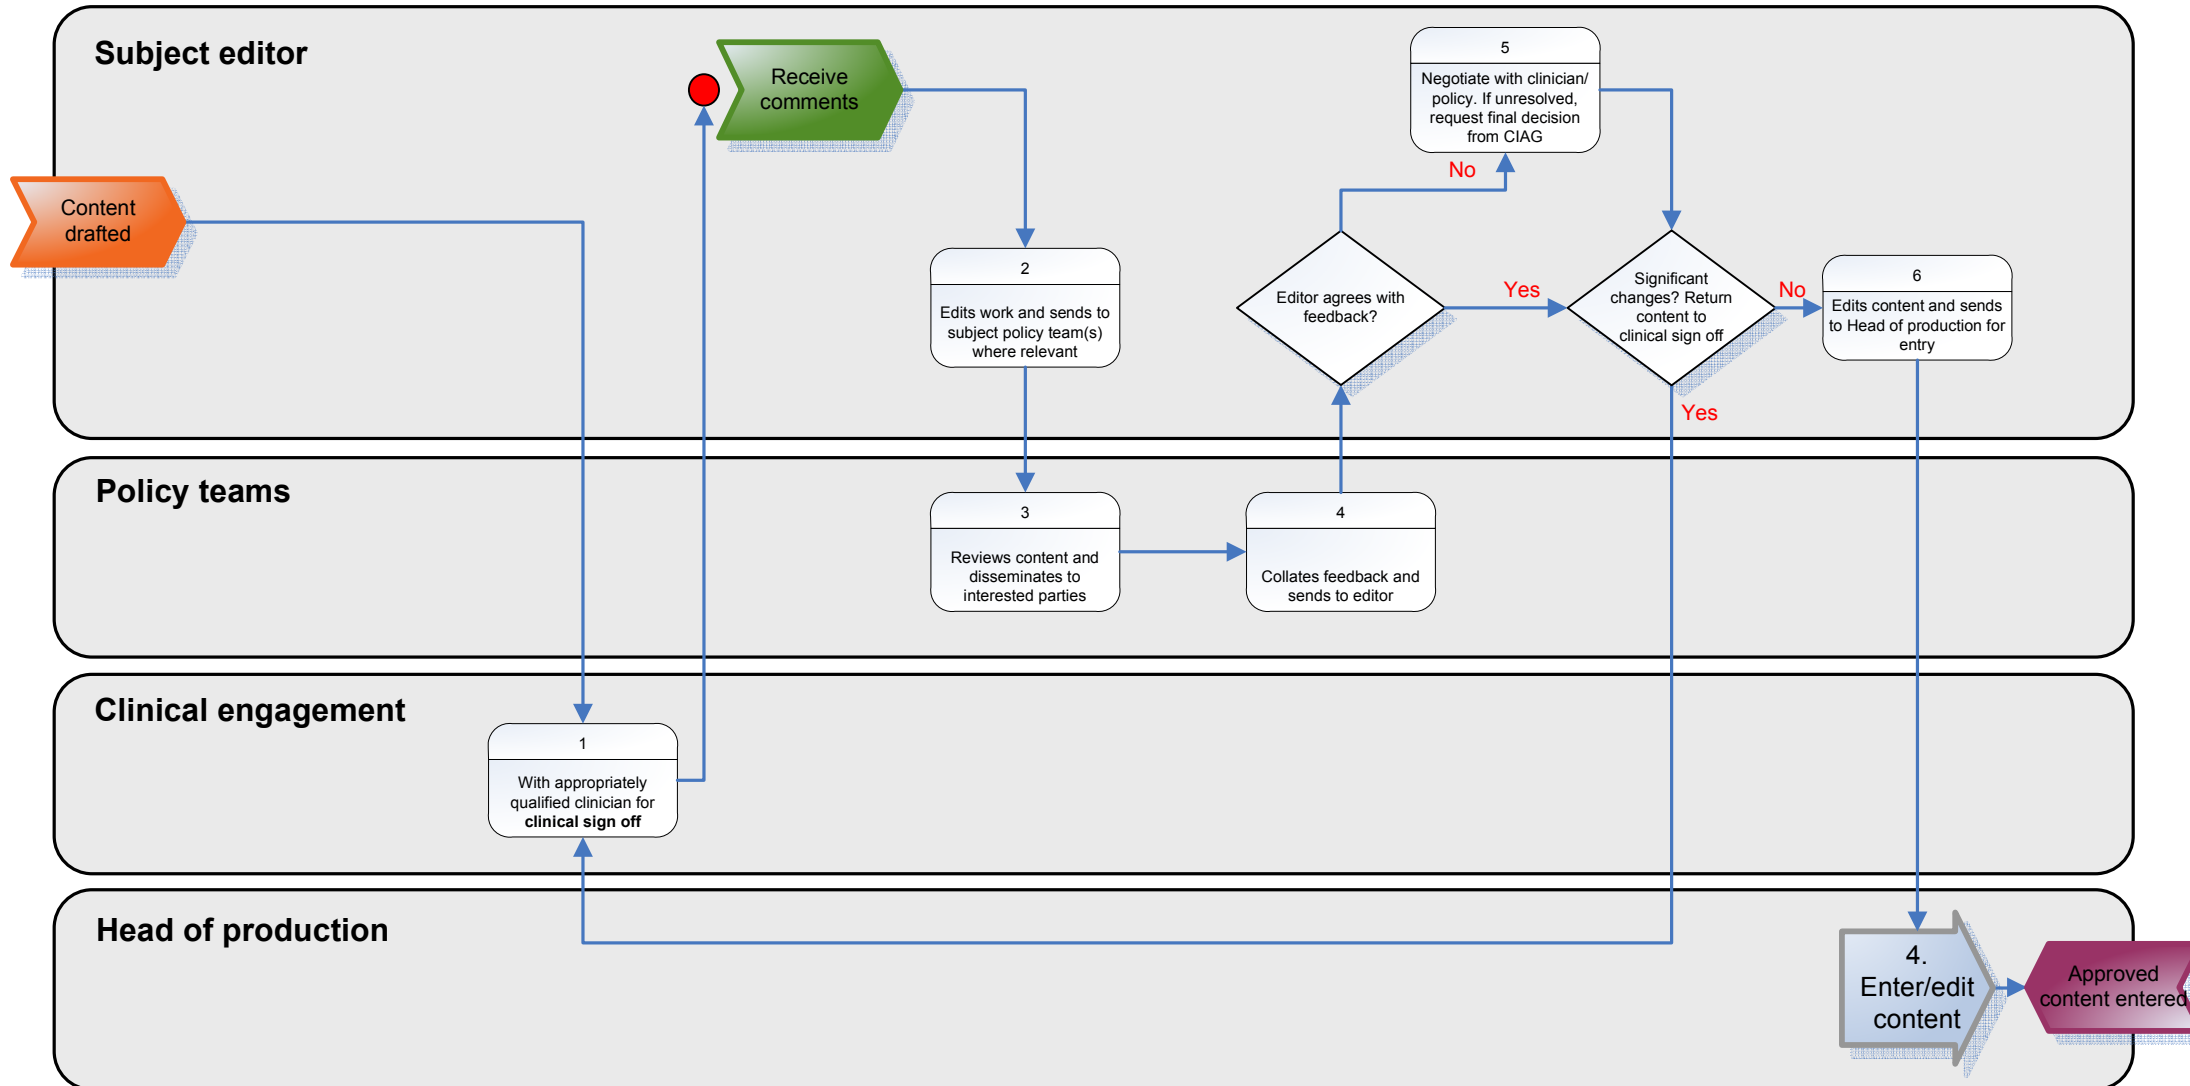 Subject editor
Content
drafted
Receive
comments
2
Edits work and sends to
subject policy team(s)
where relevant
Editor agrees with
feedback?
No
Yes
5
Negotiate with clinician/
policy. If unresolved,
request final decision
from CIAG
Significant
changes? Return
content to
clinical sign off
No
Yes
6
Edits content and sends
to Head of production for
entry
Policy teams
3
Reviews content and
disseminates to
interested parties
4
Collates feedback and
sends to editor
Clinical engagement
1
With appropriately
qualified clinician for
clinical sign off
Head of production
4.
Enter/edit
content
Approved
content entered